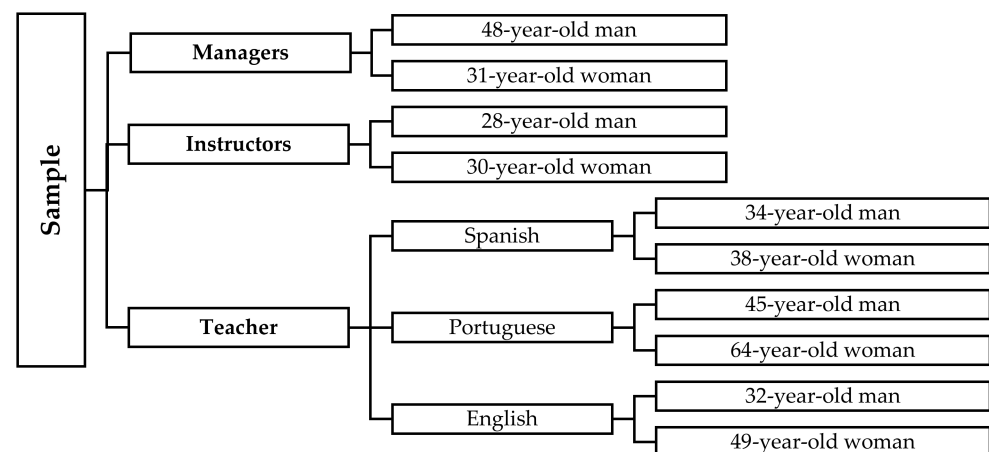 Sample
Managers
48-year-old man
31-year-old woman
Instructors
28-year-old man
30-year-old woman
Teacher
Spanish
34-year-old man
38-year-old woman
Portuguese
45-year-old man
64-year-old woman
English
32-year-old man
49-year-old woman